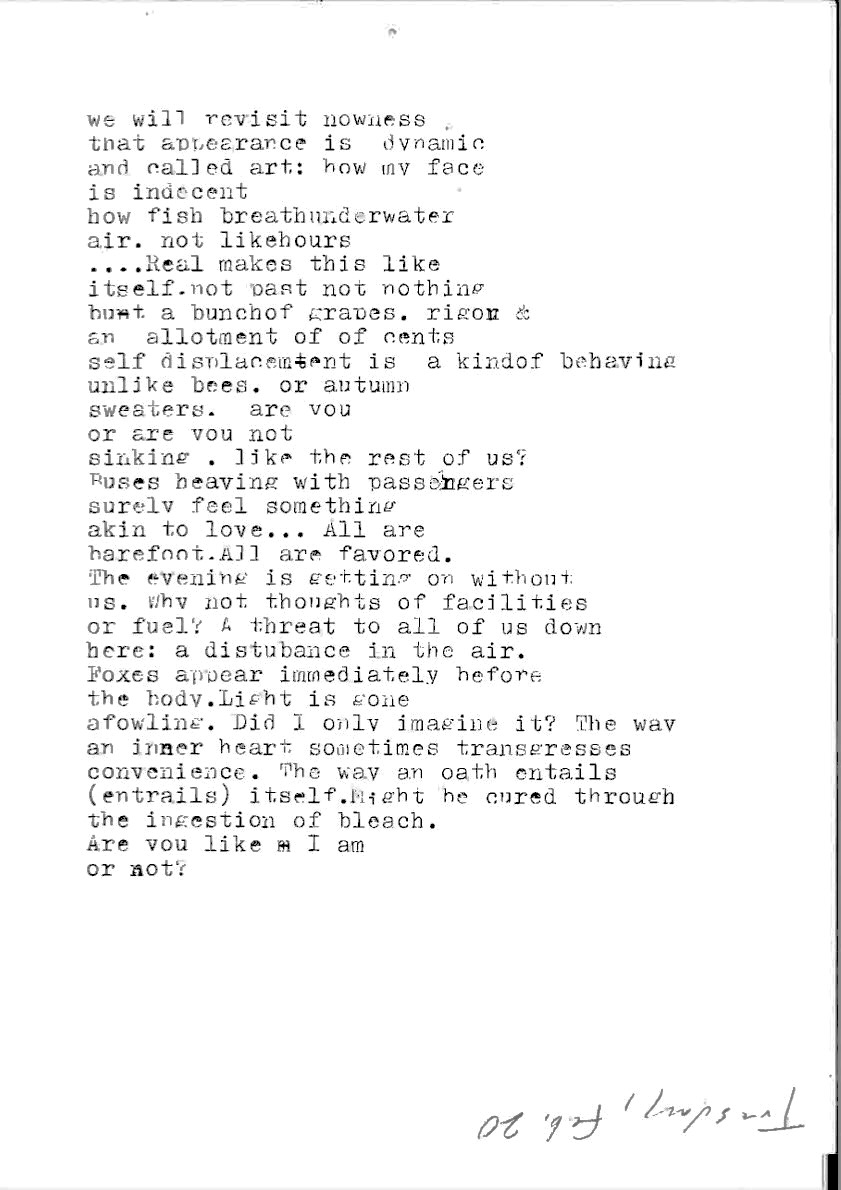 we will revisit nowness
that appearance is  dynamic
and called art: how my face
is indecent
how fish breathunderwater
air. not likehours
....Real makes this like
itself.not past not nothing
but a bunchof grapes. rigor &
an  allotment of of cents
self displacemtent is  a kindof behaving
unlike bees. or autumn
sweaters.  are you
or are you not
sinking . like the rest of us?
Buses heaving with passengers
surely feel something
akin to love... All are
barefoot.All are favored.
The evening is getting on without
us. Why not thoughts of facilities
or fuel? A threat to all of us down
here: a distubance in the air.
Foxes appear immediately before
the body.Light is gone
afowling. Did I only imagine it? The way
an inner heart sometimes transgresses
convenience. The way an oath entails
(entrails) itself.Might be cured through
the ingestion of bleach.
Are you like m I am
or not?
Tuesday, Feb. 20